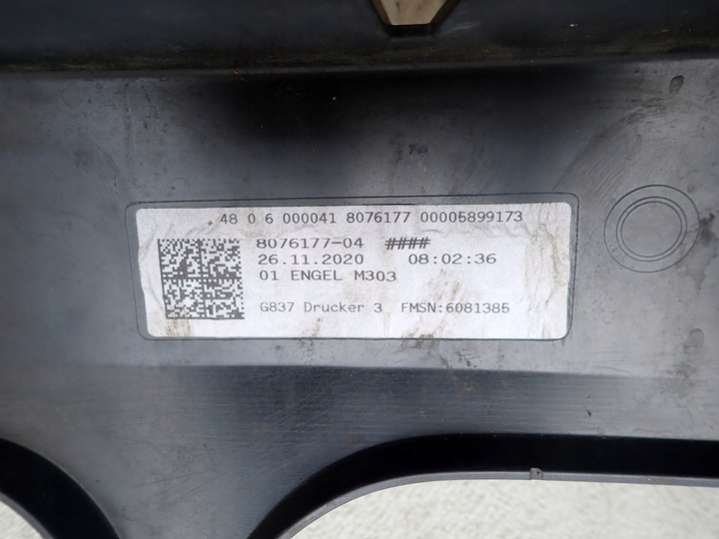 48 0 6 000041 8076177 00005899173
8076177-04 ####
26.11.2020 08:02:36
01 ENGEL M303
G837 Drucker 3 FMSN:6081385